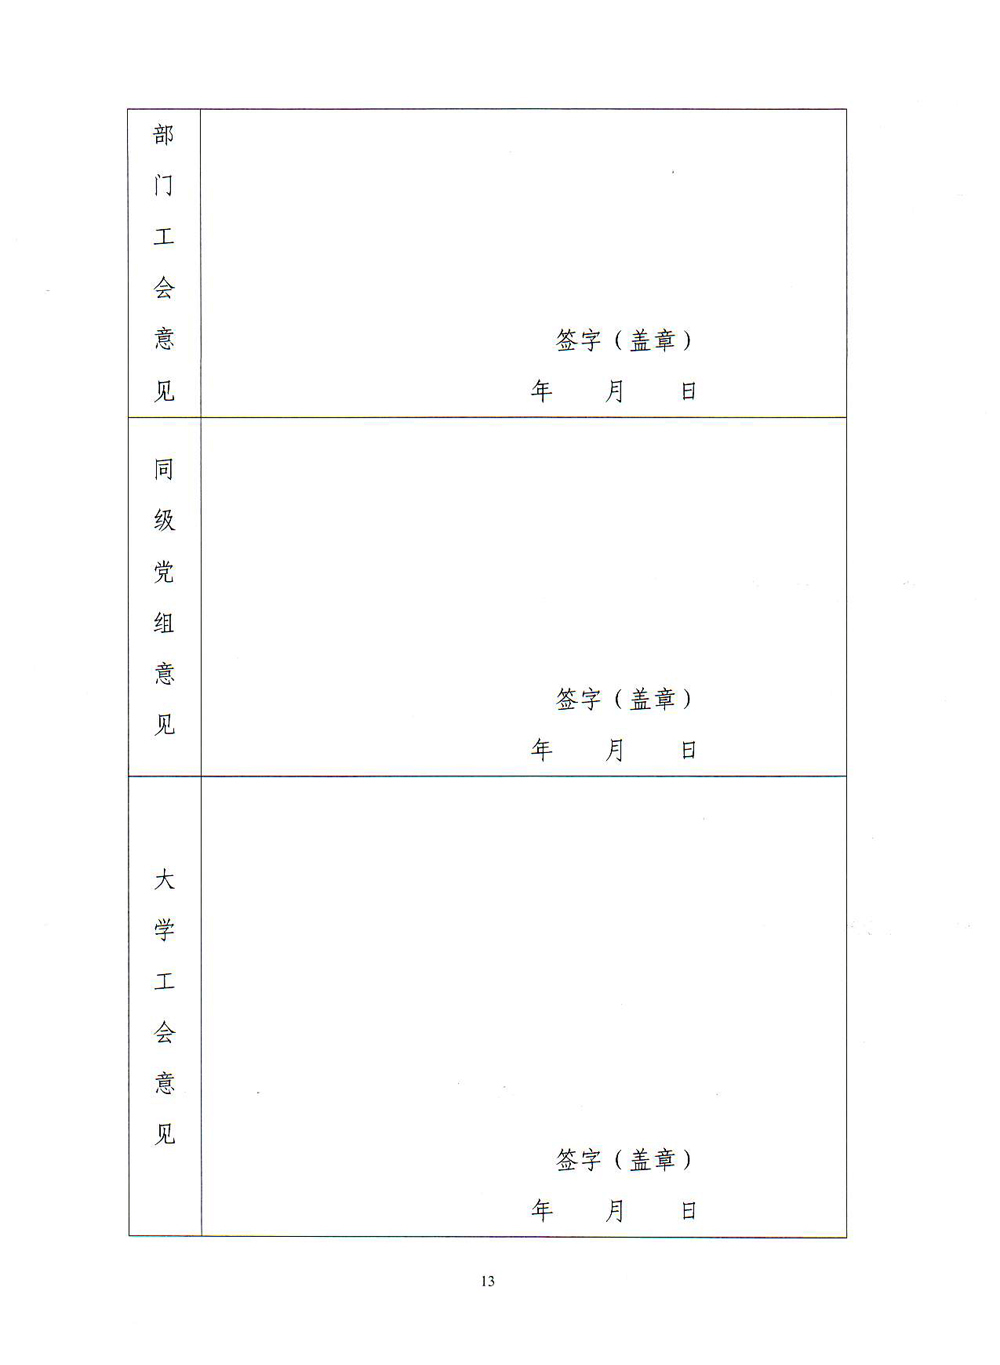 部门工会意见
签字（盖章）
年 月 日
同级党组意见
签字（盖章）
年 月 日
大学工会意见
签字（盖章）
年 月 日
13